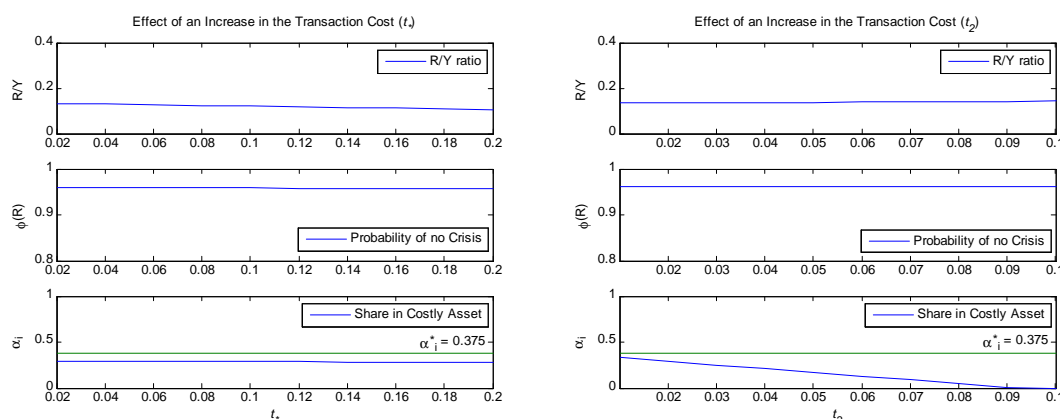 Effect of an Increase in the Transaction Cost (t*)
0.4
0.2
0
R/Y
R/Y ratio
0.02 0.04 0.06 0.08 0.1 0.12 0.14 0.16 0.18 0.2
1
0.9
0.8
ϕ(R)
Probability of no Crisis
0.02 0.04 0.06 0.08 0.1 0.12 0.14 0.16 0.18 0.2
1
0.5
0
αi
Share in Costly Asset
α*i = 0.375
0.02 0.04 0.06 0.08 0.1 0.12 0.14 0.16 0.18 0.2
t*
Effect of an Increase in the Transaction Cost (t2)
0.4
0.2
0
R/Y
R/Y ratio
0.02 0.03 0.04 0.05 0.06 0.07 0.08 0.09 0.1
1
0.9
0.8
ϕ(R)
Probability of no Crisis
0.02 0.03 0.04 0.05 0.06 0.07 0.08 0.09 0.1
1
0.5
0
αi
Share in Costly Asset
α*i = 0.375
0.02 0.03 0.04 0.05 0.06 0.07 0.08 0.09 0.1
t2